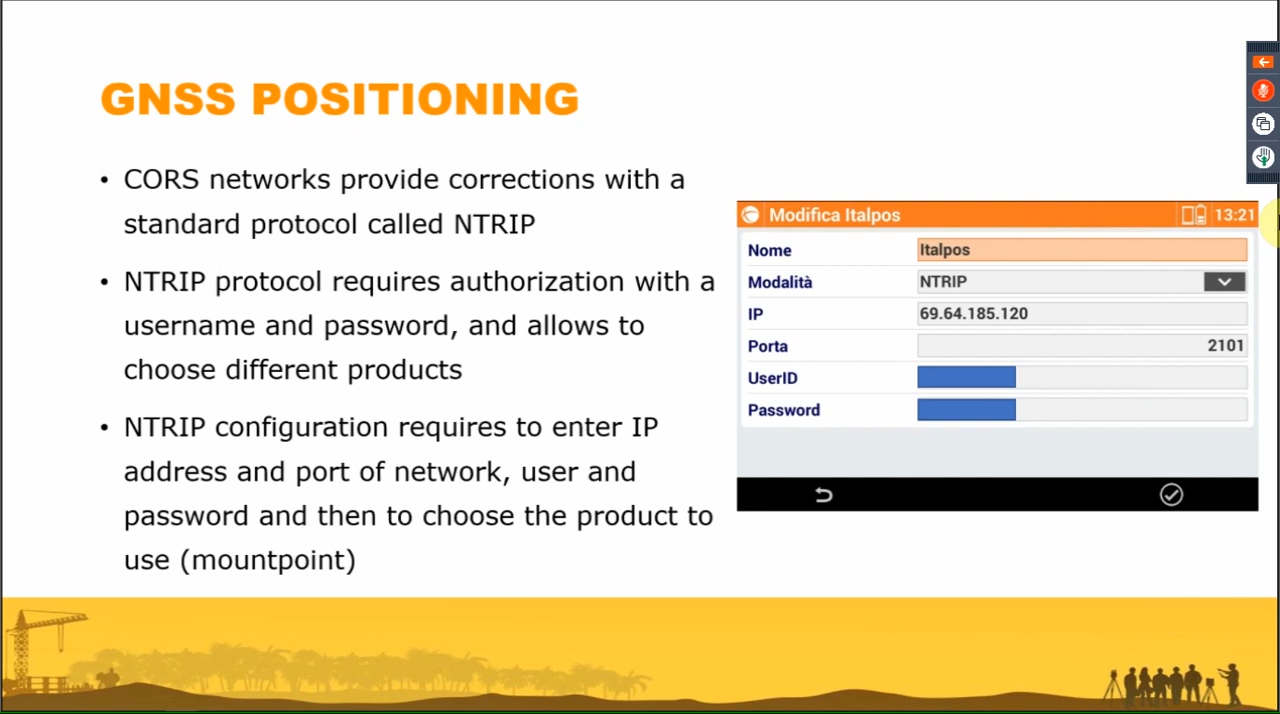 GNSS POSITIONING
• CORS networks provide corrections with a
standard protocol called NTRIP
• NTRIP protocol requires authorization with a
username and password, and allows to
choose different products
• NTRIP configuration requires to enter IP
address and port of network, user and
password and then to choose the product to
use (mountpoint)
Modifica Italpos 13:21
Nome Italpos
Modalità NTRIP
IP 69.64.185.120
Porta 2101
UserID
Password